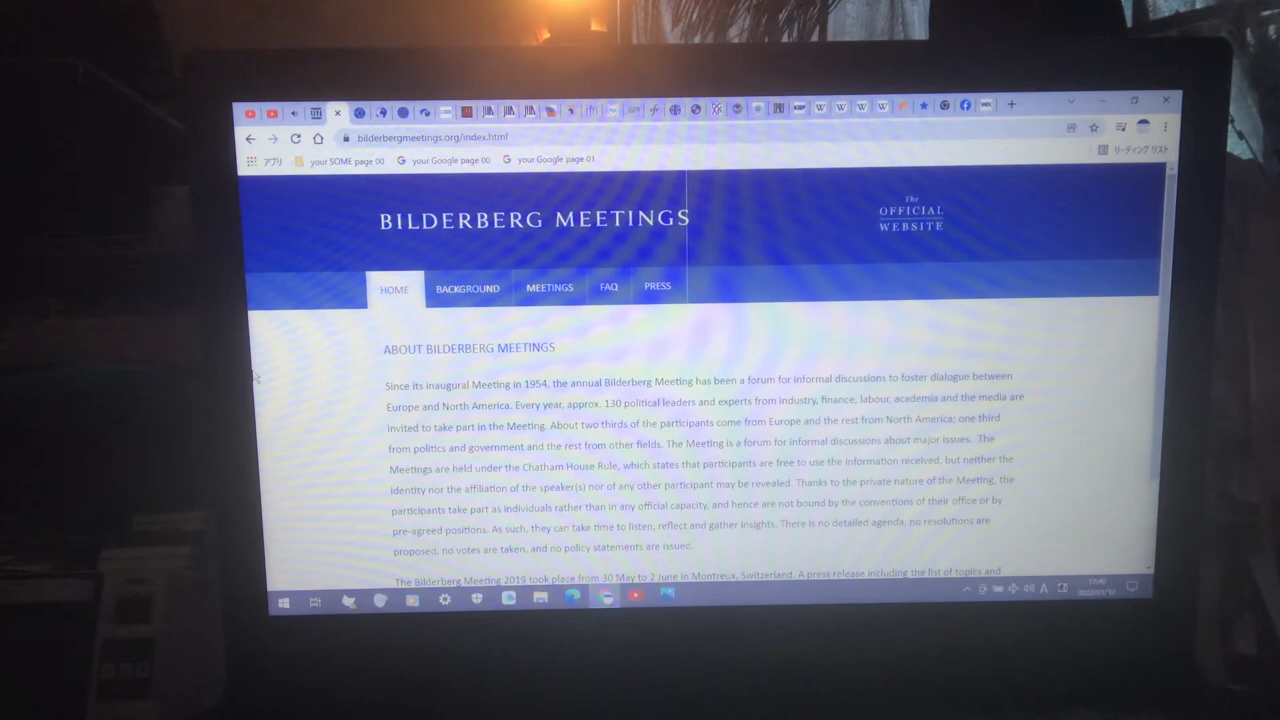 bilderbergmeetings.org/index.html
アプリ your SOME page 00 your Google page 00 your Google page 01 リーディング リスト
BILDERBERG MEETINGS
The
OFFICIAL
WEBSITE
HOME BACKGROUND MEETINGS FAQ PRESS
ABOUT BILDERBERG MEETINGS
Since its inaugural Meeting in 1954, the annual Bilderberg Meeting has been a forum for informal discussions to foster dialogue between
Europe and North America. Every year, approx. 130 political leaders and experts from industry, finance, labour, academia and the media are
invited to take part in the Meeting. About two thirds of the participants come from Europe and the rest from North America; one third
from politics and government and the rest from other fields. The Meeting is a forum for informal discussions about major issues. The
Meetings are held under the Chatham House Rule, which states that participants are free to use the information received, but neither the
identity nor the affiliation of the speaker(s) nor of any other participant may be revealed. Thanks to the private nature of the Meeting, the
participants take part as individuals rather than in any official capacity, and hence are not bound by the conventions of their office or by
pre-agreed positions. As such, they can take time to listen, reflect and gather insights. There is no detailed agenda, no resolutions are
proposed, no votes are taken, and no policy statements are issued.
The Bilderberg Meeting 2019 took place from 30 May to 2 June in Montreux, Switzerland. A press release including the list of topics and
A